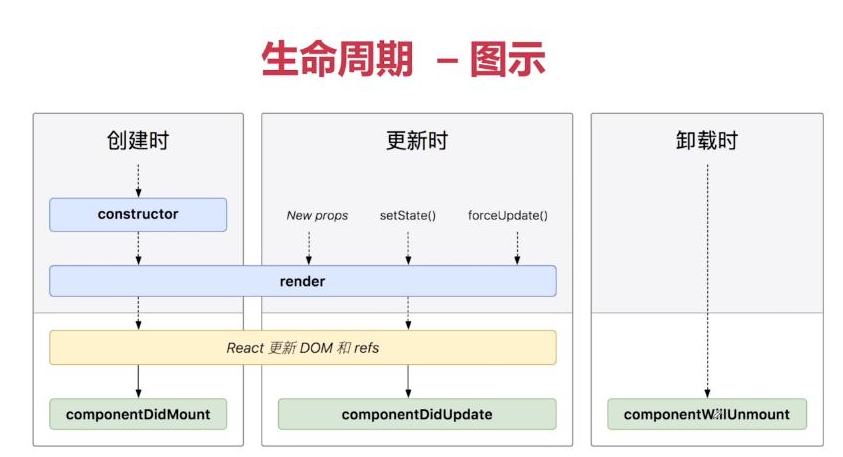 生命周期 – 图示
创建时
更新时
卸载时
constructor
New props
setState()
forceUpdate()
render
React 更新 DOM 和 refs
componentDidMount
componentDidUpdate
componentWillUnmount